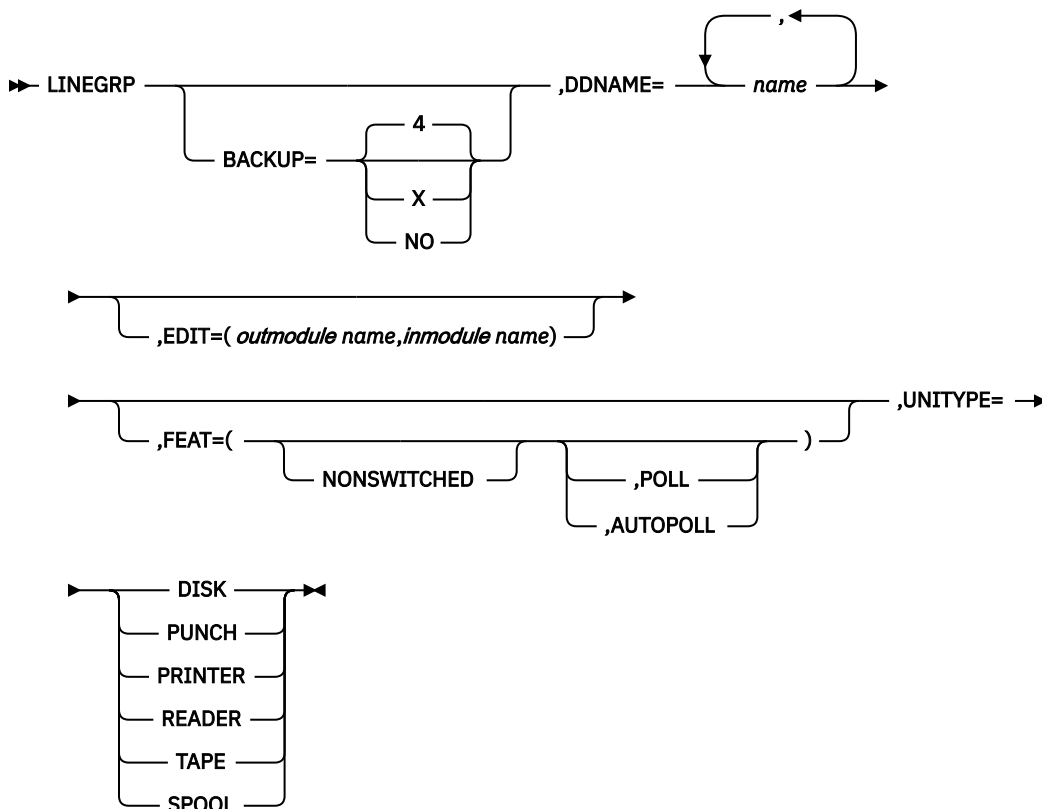 ,
LINEGRP ,DDNAME= name
4
BACKUP=
X
NO
,EDIT=( outmodule name,inmodule name)
,UNITYPE=
,FEAT=( )
NONSWITCHED ,POLL
,AUTOPOLL
DISK
PUNCH
PRINTER
READER
TAPE
SPOOL